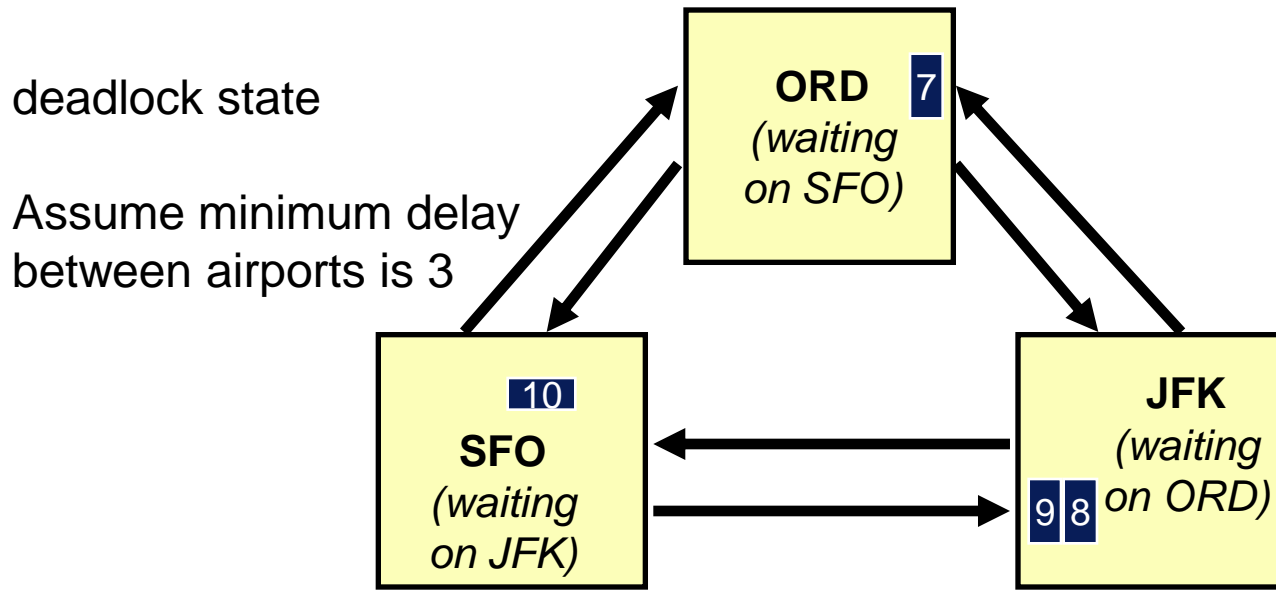 deadlock state
Assume minimum delay
between airports is 3
ORD
7
(waiting
on SFO)
10
SFO
(waiting
on JFK)
JFK
(waiting
on ORD)
9 8